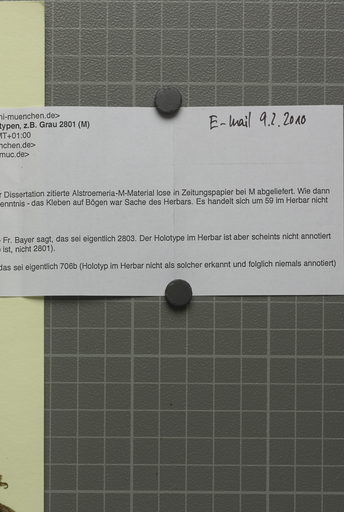 ni-muenchen.de>
typen, z.B. Grau 2801 (M)
MT+01:00
nchen.de>
muc.de>
E-mail 9.2.2010
r Dissertation zitierte Alstroemeria-M-Material lose in Zeitungspapier bei M abgeliefert. Wie dann
enntnis - das Kleben auf Bögen war Sache des Herbars. Es handelt sich um 59 im Herbar nicht
Fr. Bayer sagt, das sei eigentlich 2803. Der Holotype im Herbar ist aber scheints nicht annotiert
ist, nicht 2801).
das sei eigentlich 706b (Holotyp im Herbar nicht als solcher erkannt und folglich niemals annotiert)